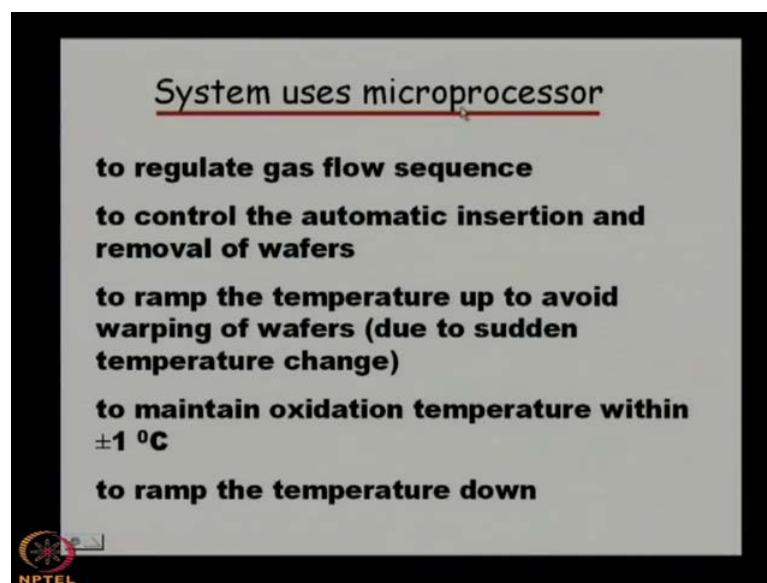 System uses microprocessor
to regulate gas flow sequence
to control the automatic insertion and
removal of wafers
to ramp the temperature up to avoid
warping of wafers (due to sudden
temperature change)
to maintain oxidation temperature within
±1 ⁰C
to ramp the temperature down
NPTEL